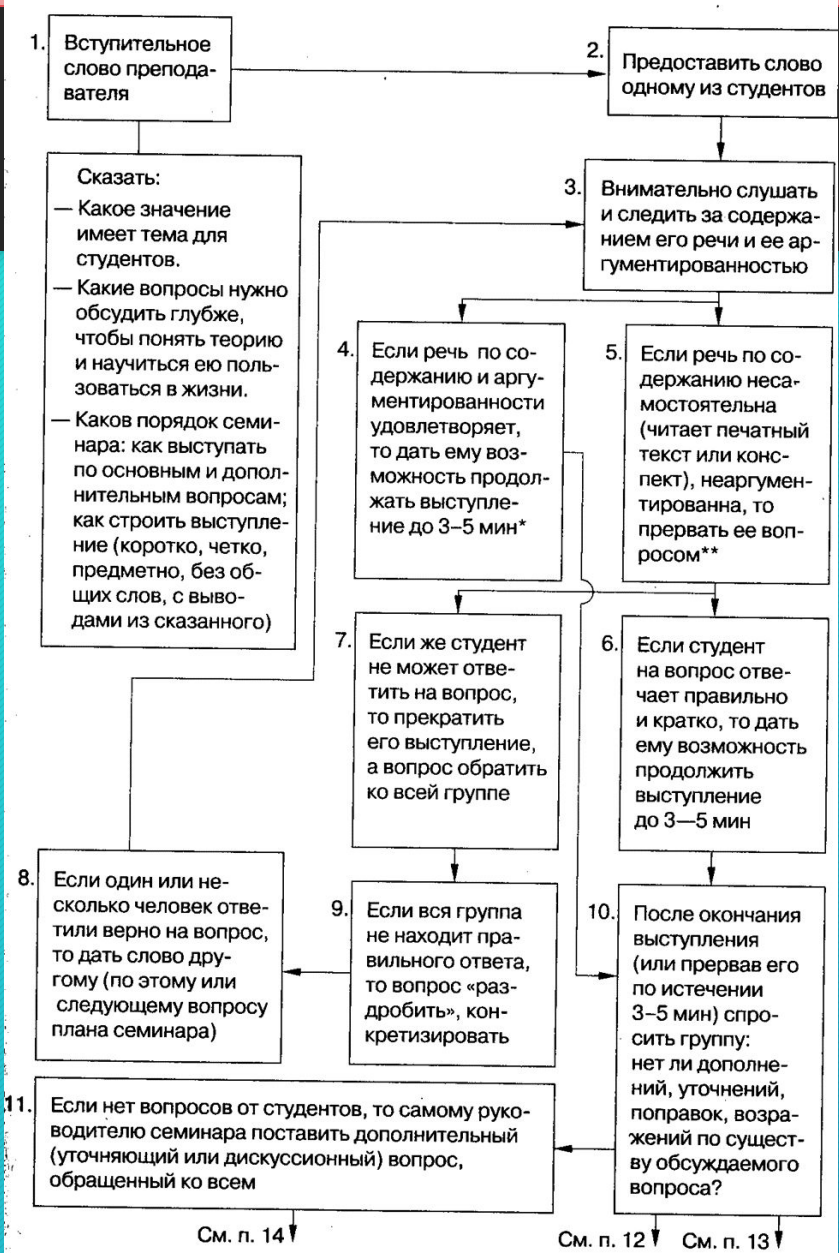 1. Вступительное
слово препода-
вателя
2. Предоставить слово
одному из студентов
Сказать:
— Какое значение
имеет тема для
студентов.
— Какие вопросы нужно
обсудить глубже,
чтобы понять теорию
и научиться ею поль-
зоваться в жизни.
— Каков порядок семи-
нара: как выступать
по основным и допол-
нительным вопросам;
как строить выступле-
ние (коротко, четко,
предметно, без об-
щих слов, с выво-
дами из сказанного)
3. Внимательно слушать
и следить за содержа-
нием его речи и ее ар-
гументированностью
4. Если речь по со-
держанию и аргу-
ментированности
удовлетворяет,
то дать ему воз-
можность продол-
жать выступле-
ние до 3–5 мин*
5. Если речь по со-
держанию неса-
мостоятельна
(читает печатный
текст или конс-
пект), неаргумен-
тированна, то
прервать ее воп-
росом**
7. Если же студент
не может отве-
тить на вопрос,
то прекратить
его выступление,
а вопрос обратить
ко всей группе
6. Если студент
на вопрос отве-
чает правильно
и кратко, то дать
ему возможность
продолжить
выступление
до 3—5 мин
8. Если один или не-
сколько человек отве-
тили верно на вопрос,
то дать слово дру-
гому (по этому или
следующему вопросу
плана семинара)
9. Если вся группа
не находит пра-
вильного ответа,
то вопрос «раз-
дробить», кон-
кретизировать
10. После окончания
выступления
(или прервав его
по истечении
3–5 мин) спро-
сить группу:
нет ли дополне-
ний, уточнений,
поправок, возра-
жений по сущест-
ву обсуждаемого
вопроса?
11. Если нет вопросов от студентов, то самому руко-
водителю семинара поставить дополнительный
(уточняющий или дискуссионный) вопрос,
обращенный ко всем
См. п. 14
См. п. 12 См. п. 13